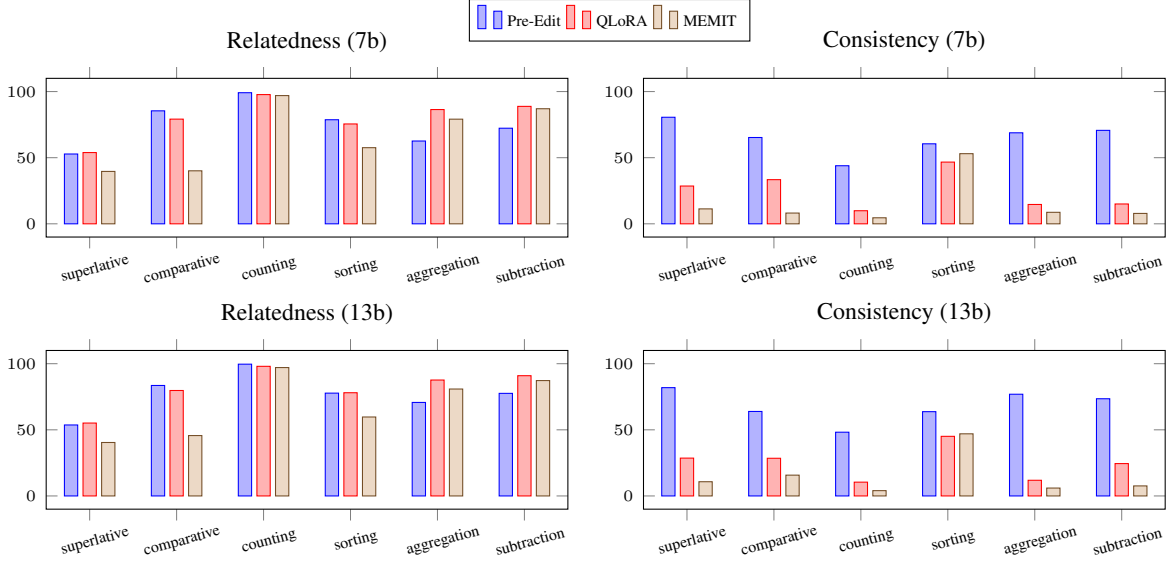 Pre-Edit QLoRA MEMIT
Relatedness (7b)
100
50
0
superlative comparative counting sorting aggregation subtraction
Consistency (7b)
100
50
0
superlative comparative counting sorting aggregation subtraction
Relatedness (13b)
100
50
0
superlative comparative counting sorting aggregation subtraction
Consistency (13b)
100
50
0
superlative comparative counting sorting aggregation subtraction